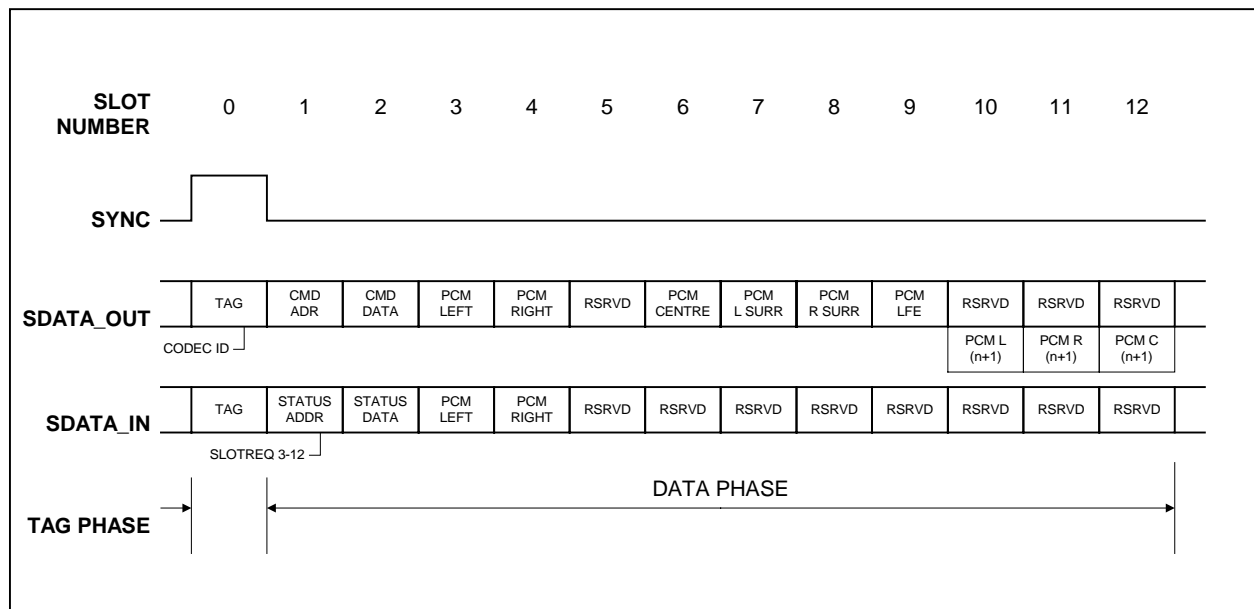 SLOT NUMBER 0 1 2 3 4 5 6 7 8 9 10 11 12
SYNC
SDATA_OUT TAG CMD ADR CMD DATA PCM LEFT PCM RIGHT RSRVD PCM CENTRE PCM L SURR PCM R SURR PCM LFE RSRVD RSRVD RSRVD
CODEC ID PCM L (n+1) PCM R (n+1) PCM C (n+1)
SDATA_IN TAG STATUS ADDR STATUS DATA PCM LEFT PCM RIGHT RSRVD RSRVD RSRVD RSRVD RSRVD RSRVD RSRVD RSRVD
SLOTREQ 3-12
DATA PHASE
TAG PHASE